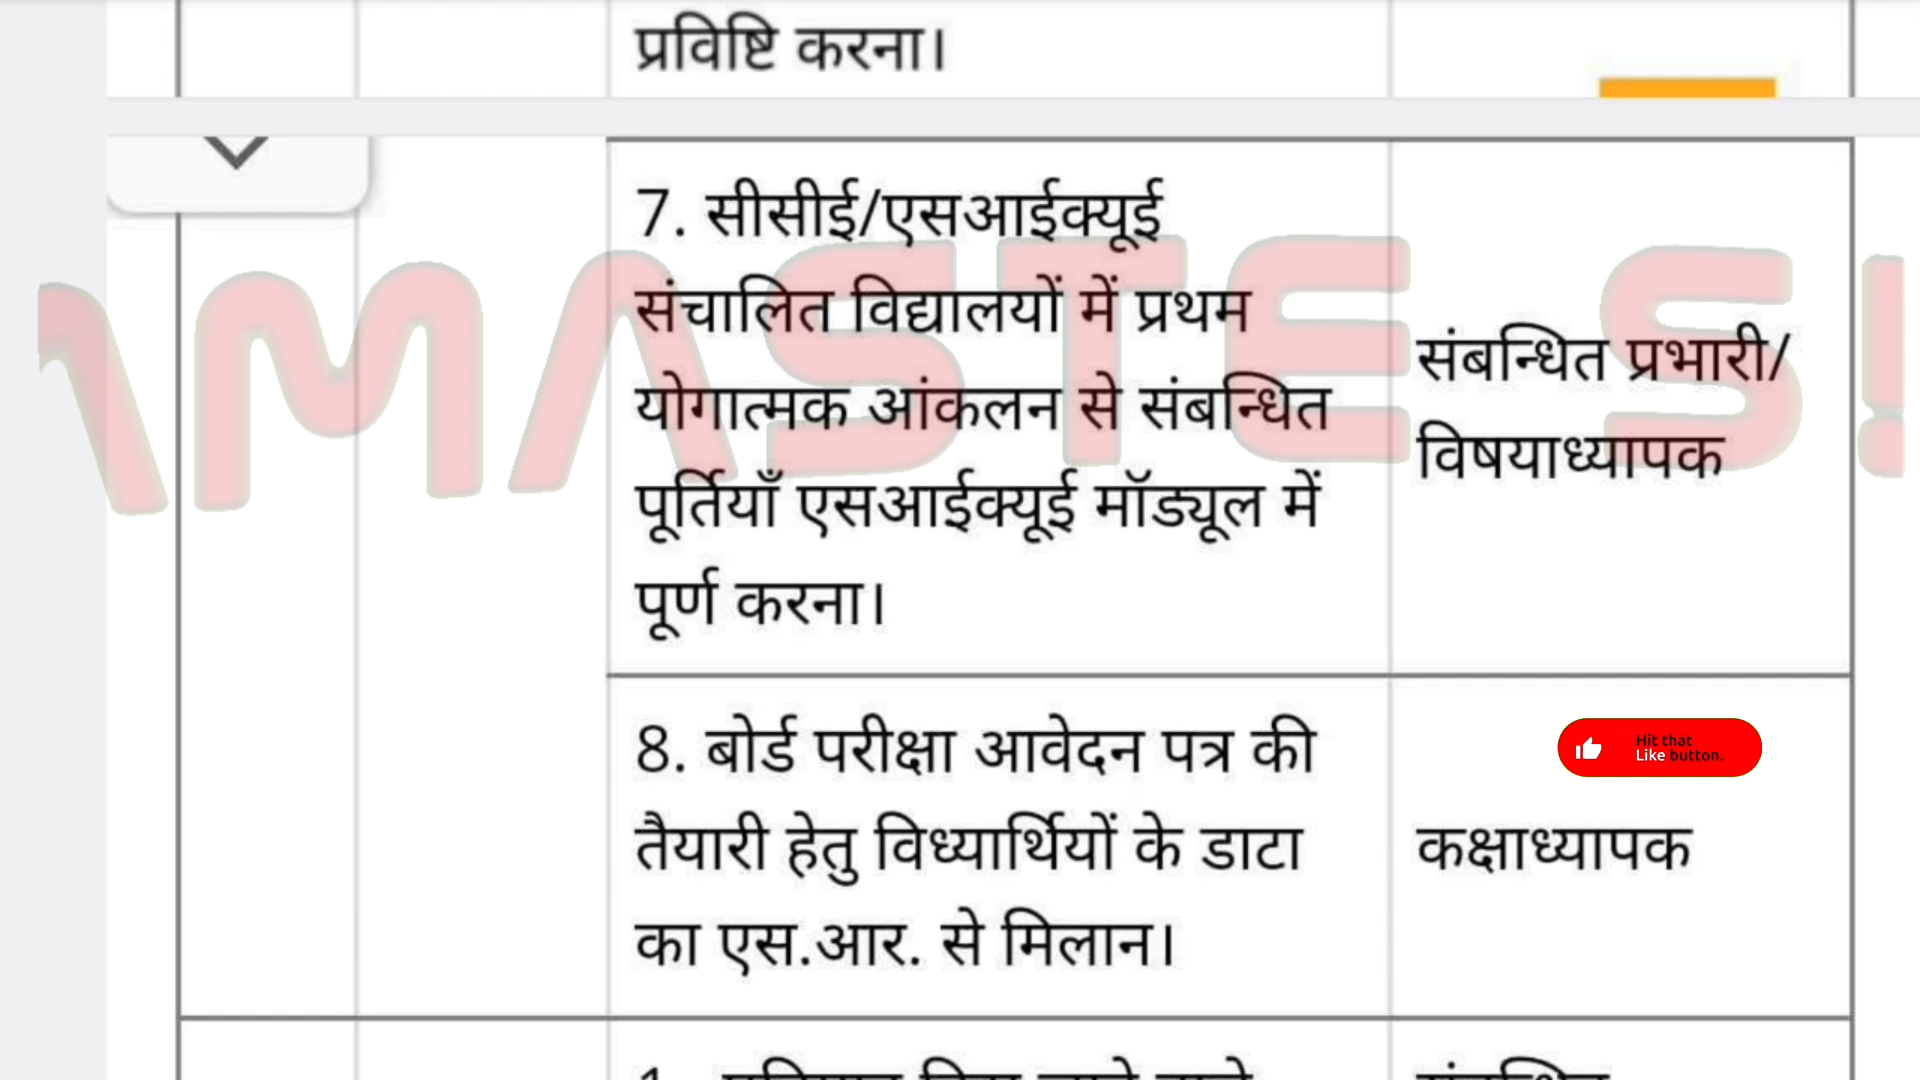 प्रविष्टि करना।
7. सीसीई/एसआईक्यूई
संचालित विद्यालयों में प्रथम
योगात्मक आंकलन से संबन्धित
पूर्तियाँ एसआईक्यूई मॉड्यूल में
पूर्ण करना।
संबन्धित प्रभारी/
विषयाध्यापक
8. बोर्ड परीक्षा आवेदन पत्र की
तैयारी हेतु विध्यार्थियों के डाटा
का एस.आर. से मिलान।
Hit that
Like button.
कक्षाध्यापक
AMASTE S